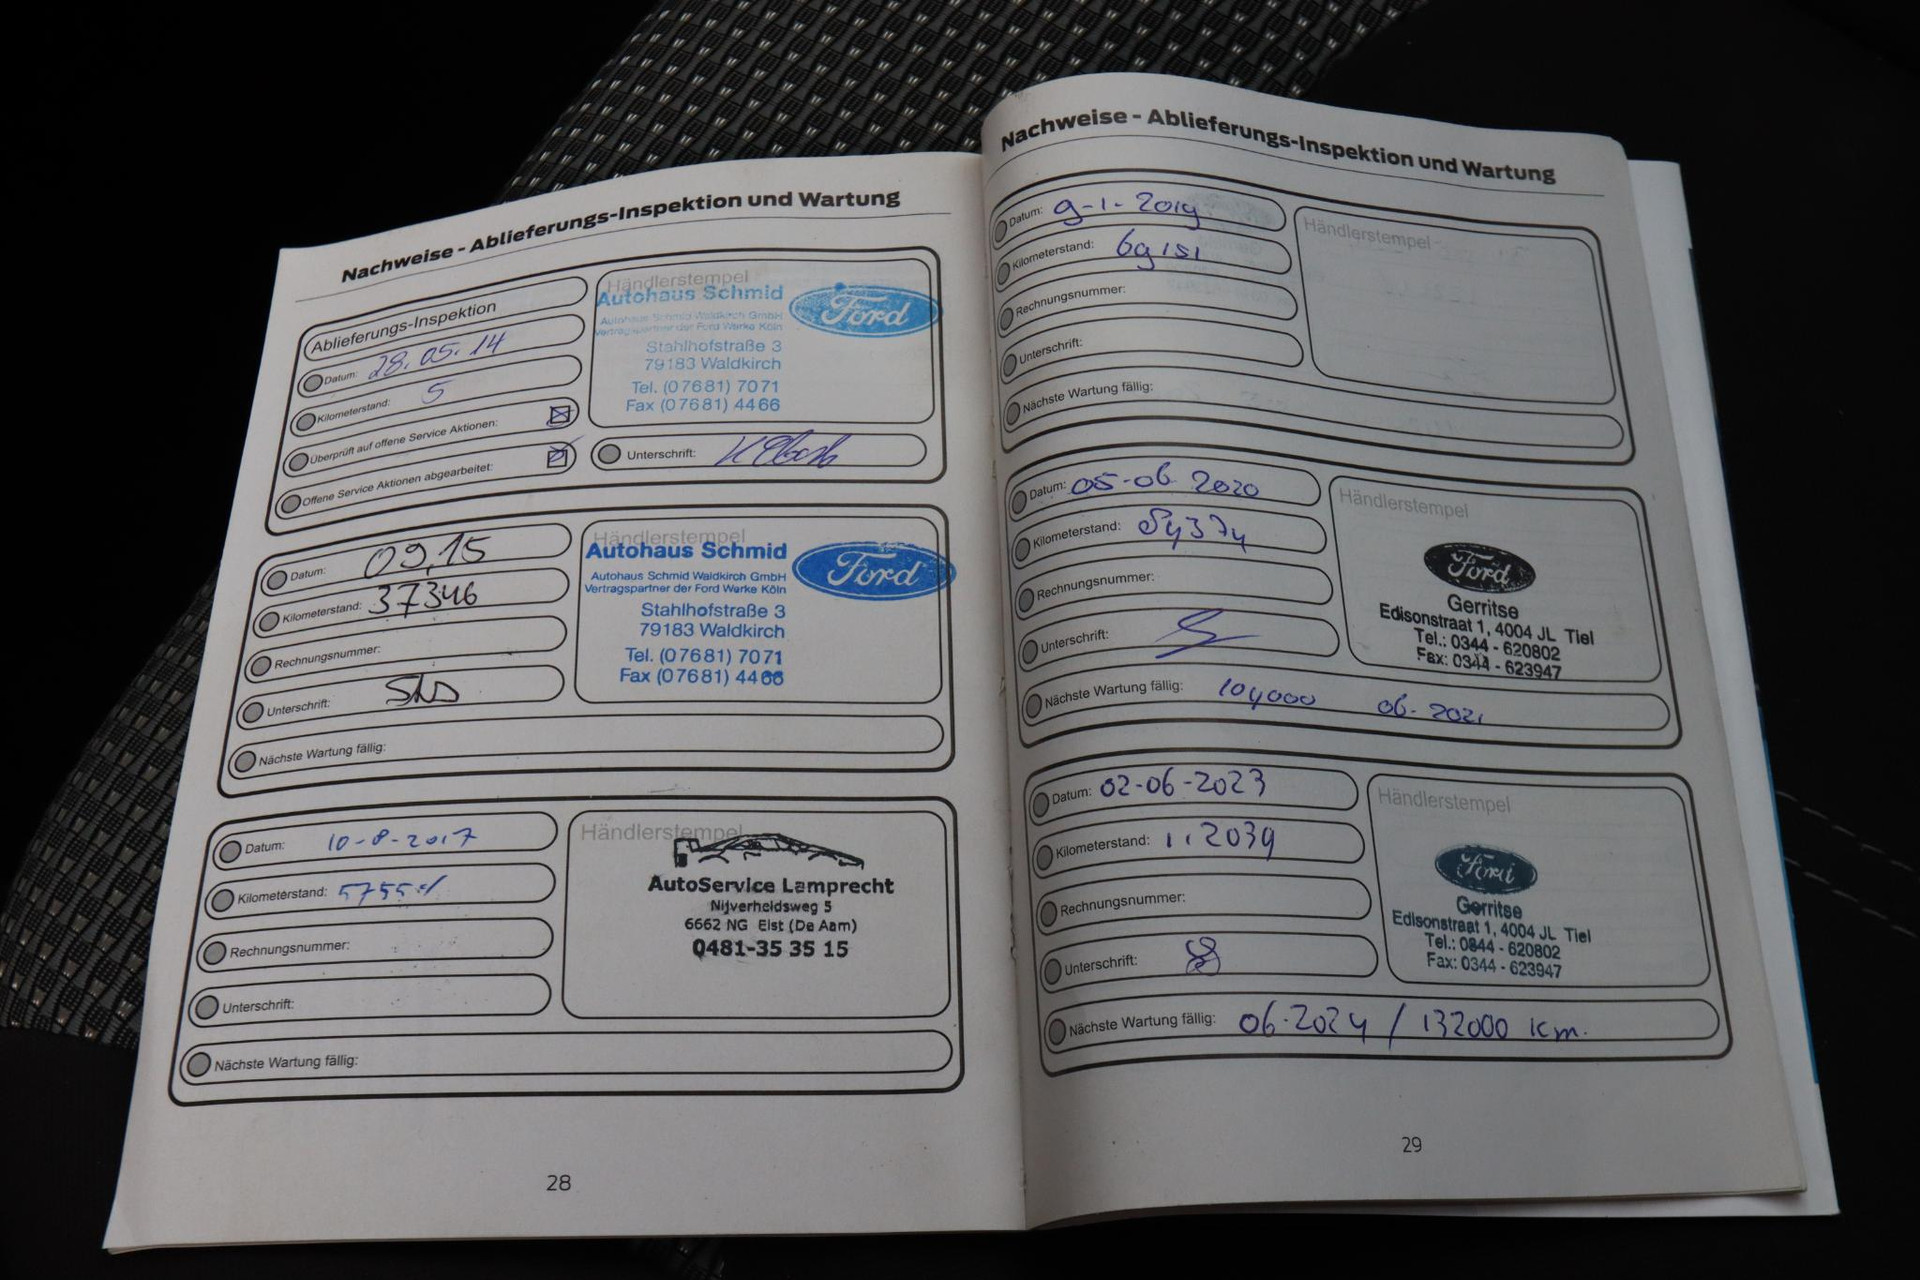 Nachweise - Ablieferungs-Inspektion und Wartung
Ablieferungs-Inspektion
Datum: 28.05.14
Kilometerstand: 5
Überprüft auf offene Service Aktionen:
Offene Service Aktionen abgearbeitet:
Händlerstempel
Autohaus Schmid
Autohaus Schmid Waldkirch GmbH
Vertragspartner der Ford Werke Köln
Stahlhofstraße 3
79183 Waldkirch
Tel. (07681) 7071
Fax (07681) 4466
Ford
Unterschrift:
Datum: 09.15
Kilometerstand: 37346
Rechnungsnummer:
Unterschrift:
Nächste Wartung fällig:
Händlerstempel
Autohaus Schmid
Autohaus Schmid Waldkirch GmbH
Vertragspartner der Ford Werke Köln
Stahlhofstraße 3
79183 Waldkirch
Tel. (07681) 7071
Fax (07681) 4466
Ford
Datum: 10-8-2017
Kilometerstand:
Rechnungsnummer:
Unterschrift:
Nächste Wartung fällig:
Händlerstempel
AutoService Lamprecht
Nijverheidsweg 5
6662 NG Elst (De Aam)
0481-35 35 15
28
Nachweise - Ablieferungs-Inspektion und Wartung
Datum: 9-1-2019
Kilometerstand: 69151
Rechnungsnummer:
Unterschrift:
Nächste Wartung fällig:
Händlerstempel
Datum: 05-06 2020
Kilometerstand: 84374
Rechnungsnummer:
Unterschrift:
Nächste Wartung fällig: 104000 06-2021
Händlerstempel
Ford
Gerritse
Edisonstraat 1, 4004 JL Tiel
Tel.: 0344 - 620802
Fax: 0344 - 623947
Datum: 02-06-2023
Kilometerstand: 112039
Rechnungsnummer:
Unterschrift:
Nächste Wartung fällig: 06-2024 / 132000 km.
Händlerstempel
Ford
Gerritse
Edisonstraat 1, 4004 JL Tiel
Tel.: 0344 - 620802
Fax: 0344 - 623947
29